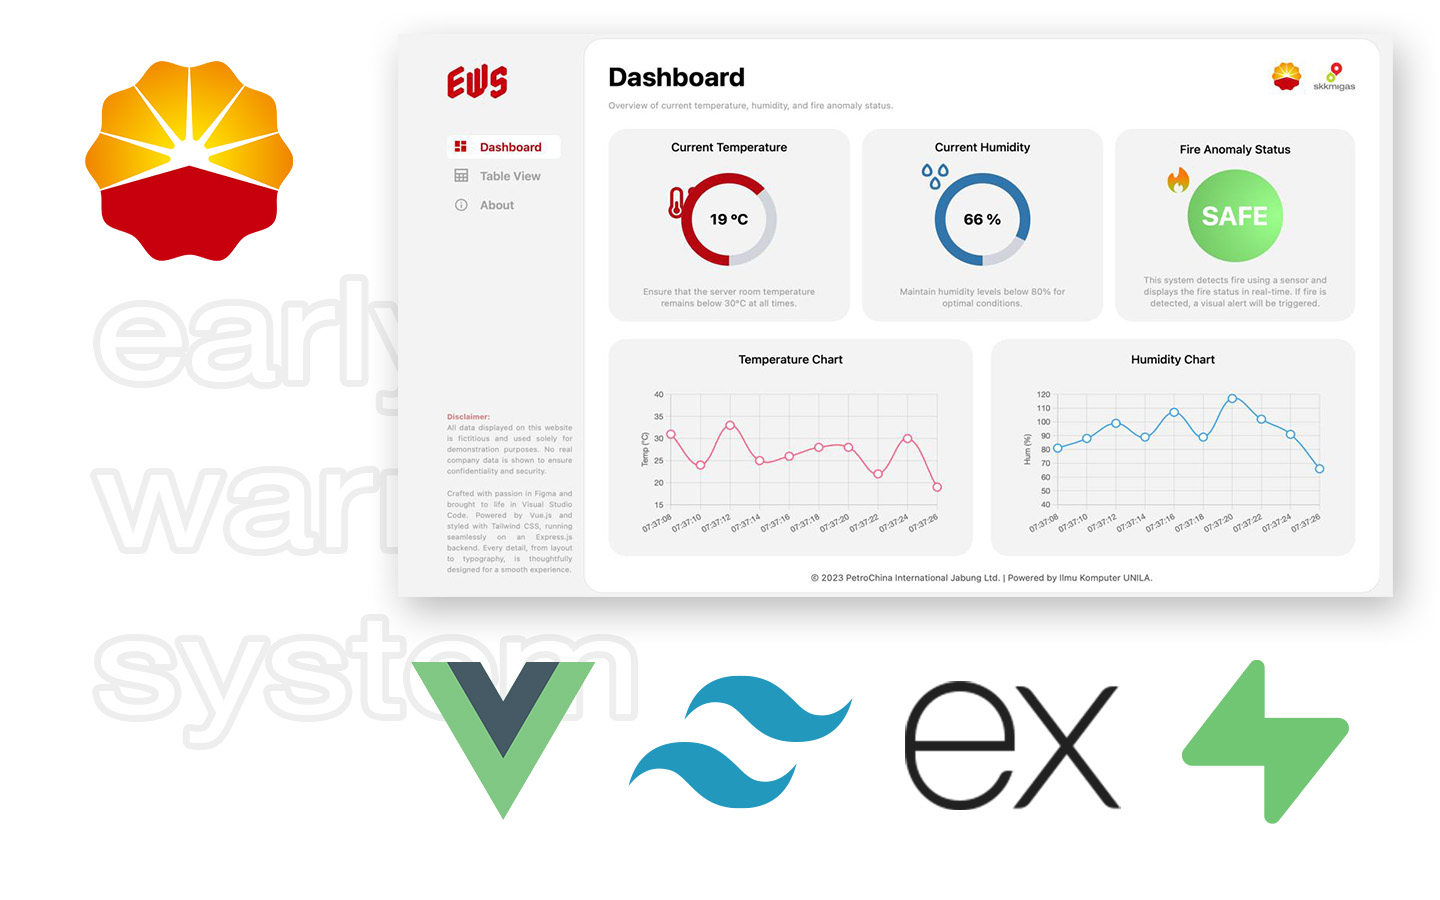 early
warn
system
EWS
Dashboard
Table View
About
Disclaimer:
All data displayed on this website
is fictitious and used solely for
demonstration purposes. No real
company data is shown to ensure
confidentiality and security.
Crafted with passion in Figma and
brought to life in Visual Studio
Code. Powered by Vue.js and
styled with Tailwind CSS, running
seamlessly on an Express.js
backend. Every detail, from layout
to typography, is thoughtfully
designed for a smooth experience.
Dashboard
Overview of current temperature, humidity, and fire anomaly status.
skkmigas
Current Temperature
19 °C
Ensure that the server room temperature
remains below 30°C at all times.
Current Humidity
66 %
Maintain humidity levels below 80% for
optimal conditions.
Fire Anomaly Status
SAFE
This system detects fire using a sensor and
displays the fire status in real-time. If fire is
detected, a visual alert will be triggered.
Temperature Chart
Temp (°C)
40
35
30
25
20
15
07:37:08 07:37:10 07:37:12 07:37:14 07:37:16 07:37:18 07:37:20 07:37:22 07:37:24 07:37:26
Humidity Chart
Hum (%)
120
110
100
90
80
70
60
50
40
07:37:08 07:37:10 07:37:12 07:37:14 07:37:16 07:37:18 07:37:20 07:37:22 07:37:24 07:37:26
© 2023 PetroChina International Jabung Ltd. | Powered by Ilmu Komputer UNILA.
ex